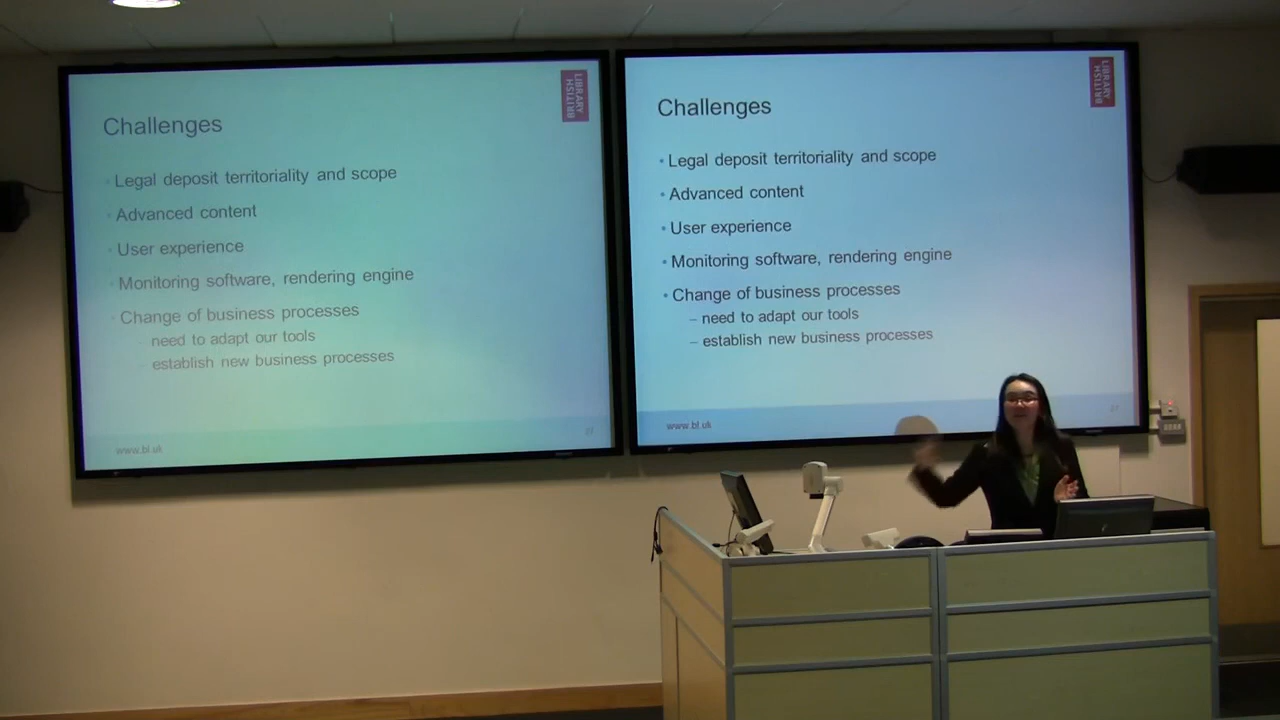 BRITISH
LIBRARY
Challenges
Legal deposit territoriality and scope
Advanced content
User experience
Monitoring software, rendering engine
Change of business processes
– need to adapt our tools
– establish new business processes
www.bl.uk
BRITISH
LIBRARY
Challenges
• Legal deposit territoriality and scope
• Advanced content
• User experience
• Monitoring software, rendering engine
• Change of business processes
– need to adapt our tools
– establish new business processes
www.bl.uk